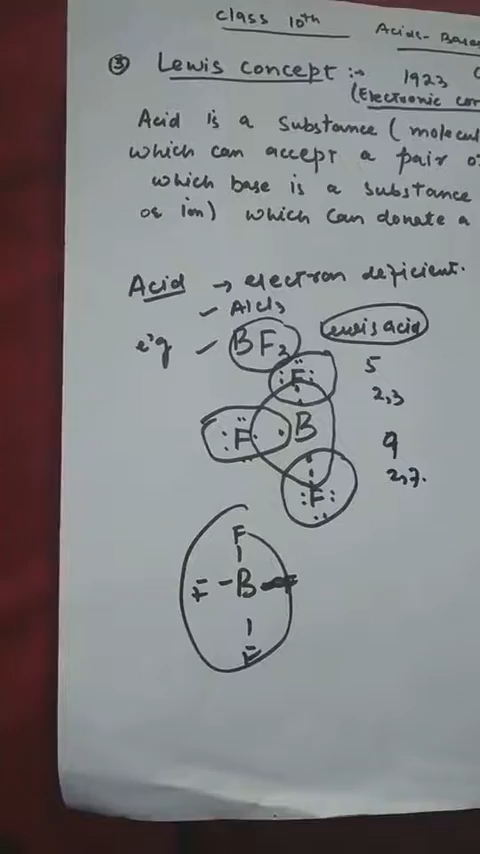 Class 10th Acids-Bases
③ Lewis concept :→ 1923
(Electronic
Acid is a substance (
which can accept a pair
which base is a substance
or ion) which can donate a
Acid → electron deficient.
✓ AlCl3
e'g ✓ BF3 Lewis acid
F 5
2,3
F B
9
F 2,7.
F
F - B - F
F